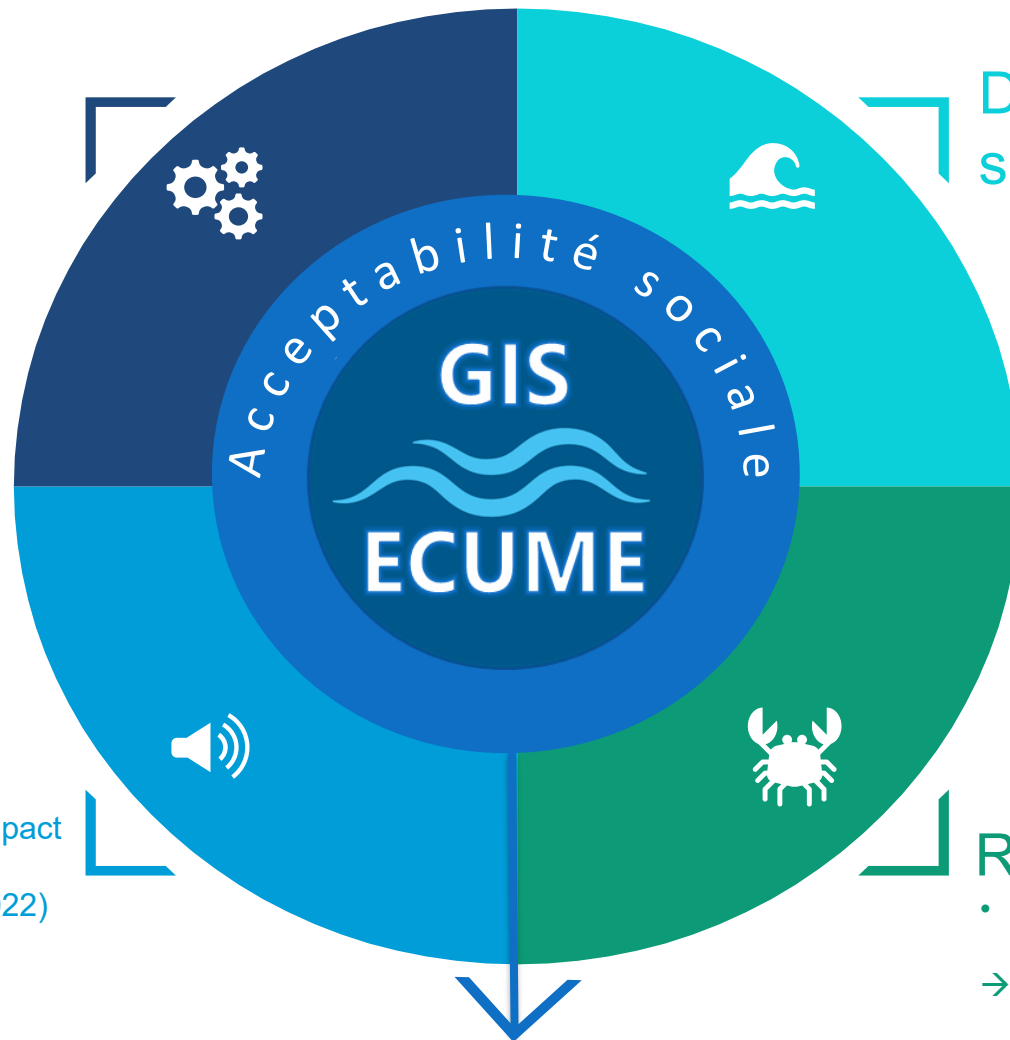 D
s
Acceptabilité sociale
GIS
ECUME
pact
22)
R
•
→